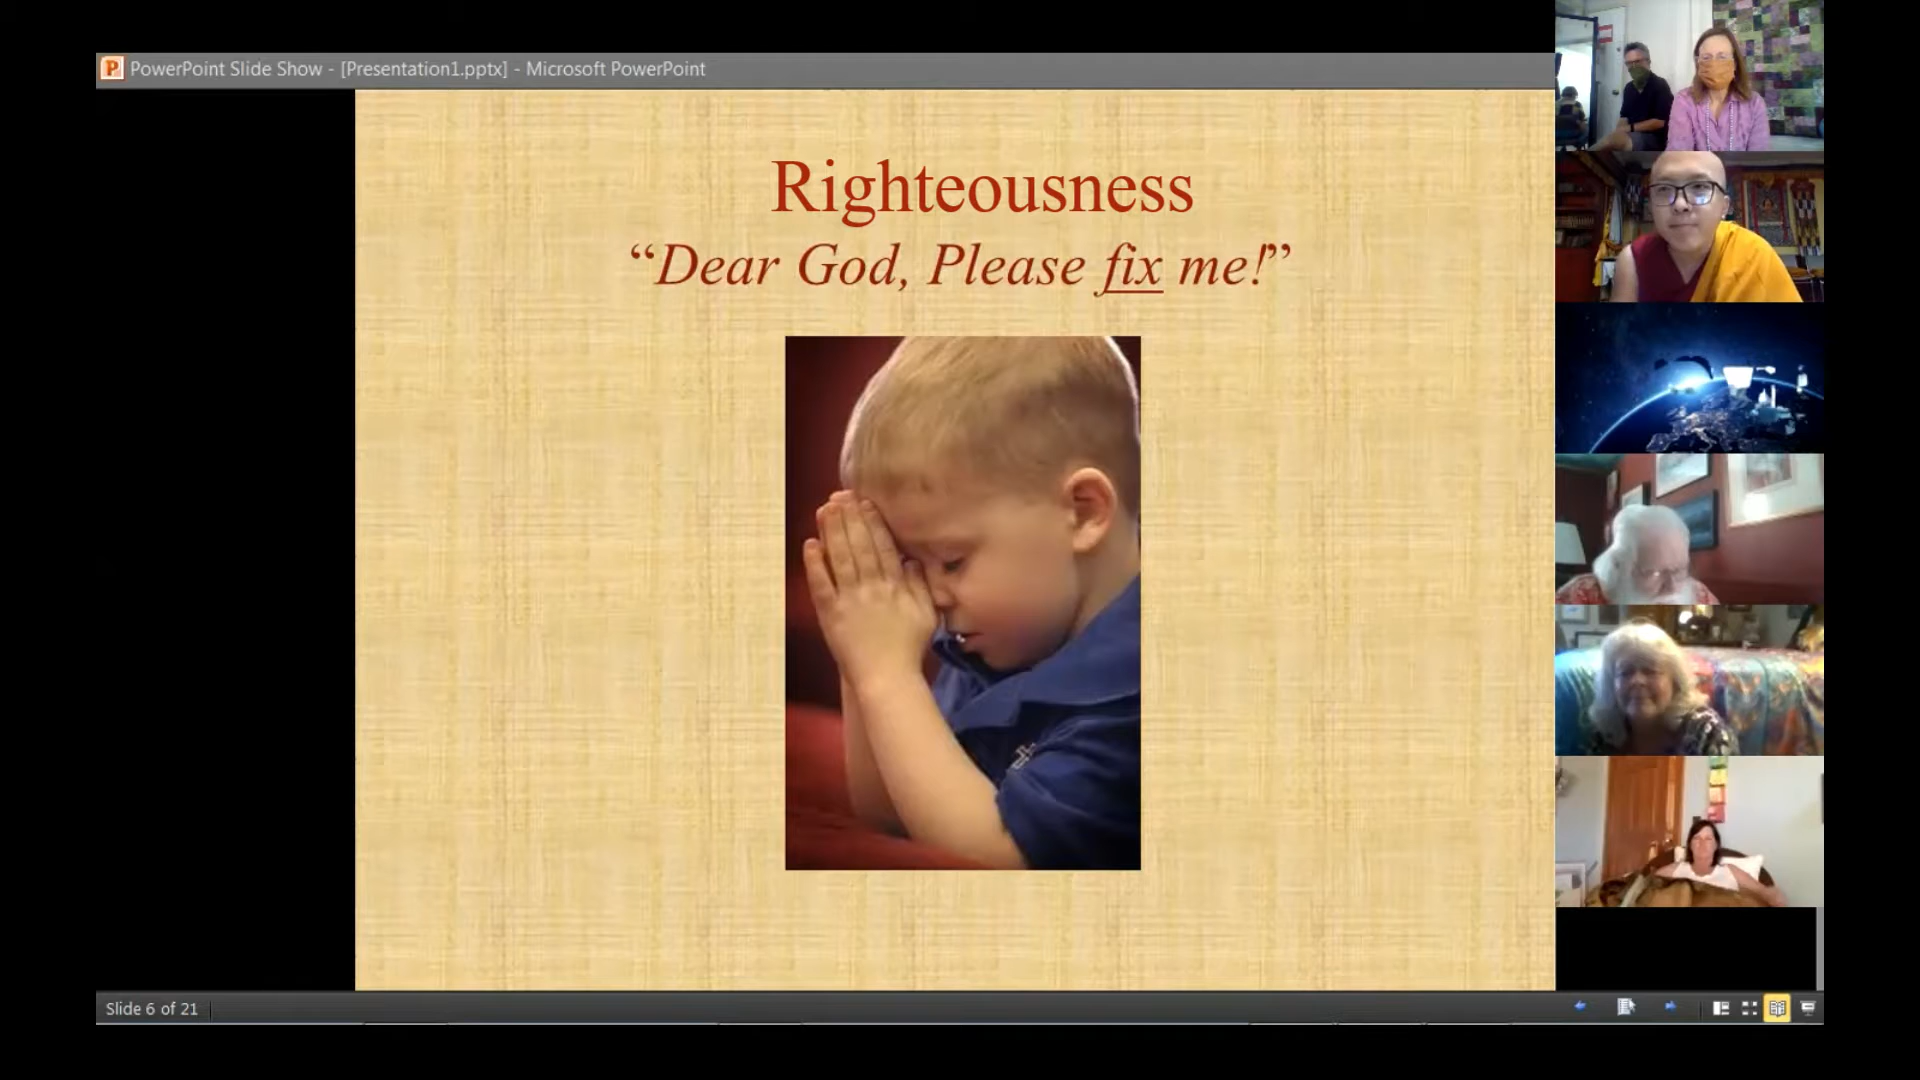 PowerPoint Slide Show - [Presentation1.pptx] - Microsoft PowerPoint
Righteousness
“Dear God, Please fix me!”
Slide 6 of 21